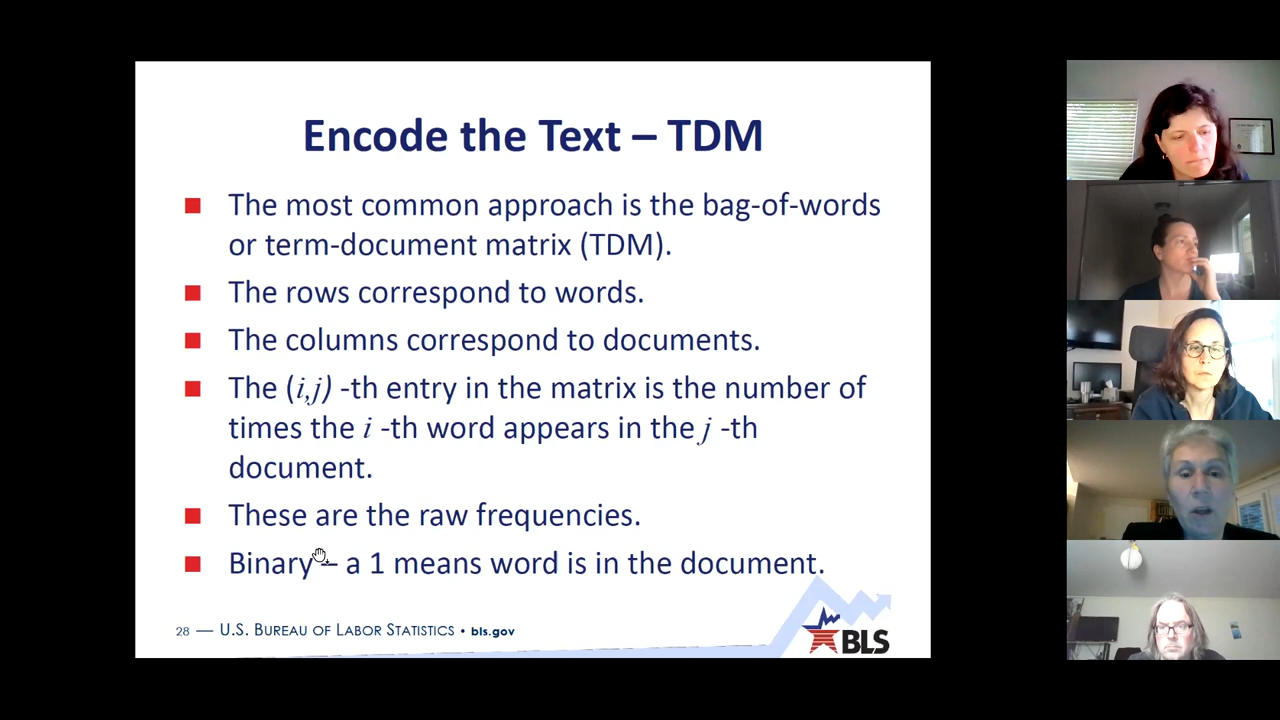 Encode the Text – TDM
The most common approach is the bag-of-words
or term-document matrix (TDM).
The rows correspond to words.
The columns correspond to documents.
The (i,j) -th entry in the matrix is the number of
times the i -th word appears in the j -th
document.
These are the raw frequencies.
Binary – a 1 means word is in the document.
28 — U.S. BUREAU OF LABOR STATISTICS • bls.gov
BLS